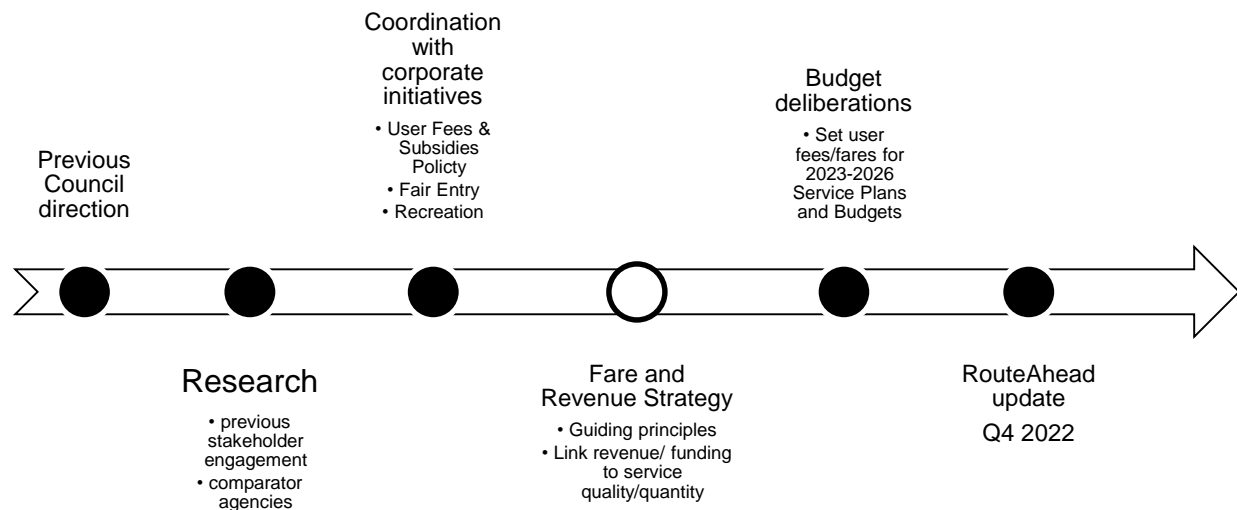 Previous
Council
direction
Research
• previous
stakeholder
engagement
• comparator
agencies
Coordination
with
corporate
initiatives
• User Fees &
Subsidies
Policty
• Fair Entry
• Recreation
Fare and
Revenue Strategy
• Guiding principles
• Link revenue/ funding
to service
quality/quantity
Budget
deliberations
• Set user
fees/fares for
2023-2026
Service Plans
and Budgets
RouteAhead
update
Q4 2022